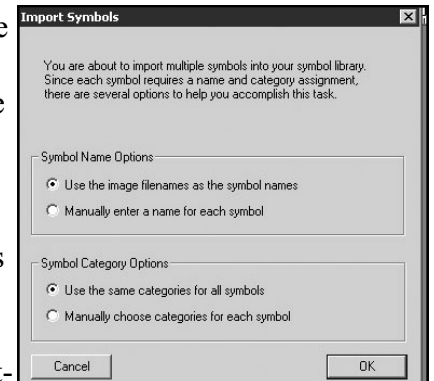 Import Symbols
You are about to import multiple symbols into your symbol library.
Since each symbol requires a name and category assignment,
there are several options to help you accomplish this task.
Symbol Name Options
Use the image filenames as the symbol names
Manually enter a name for each symbol
Symbol Category Options
Use the same categories for all symbols
Manually choose categories for each symbol
Cancel
OK